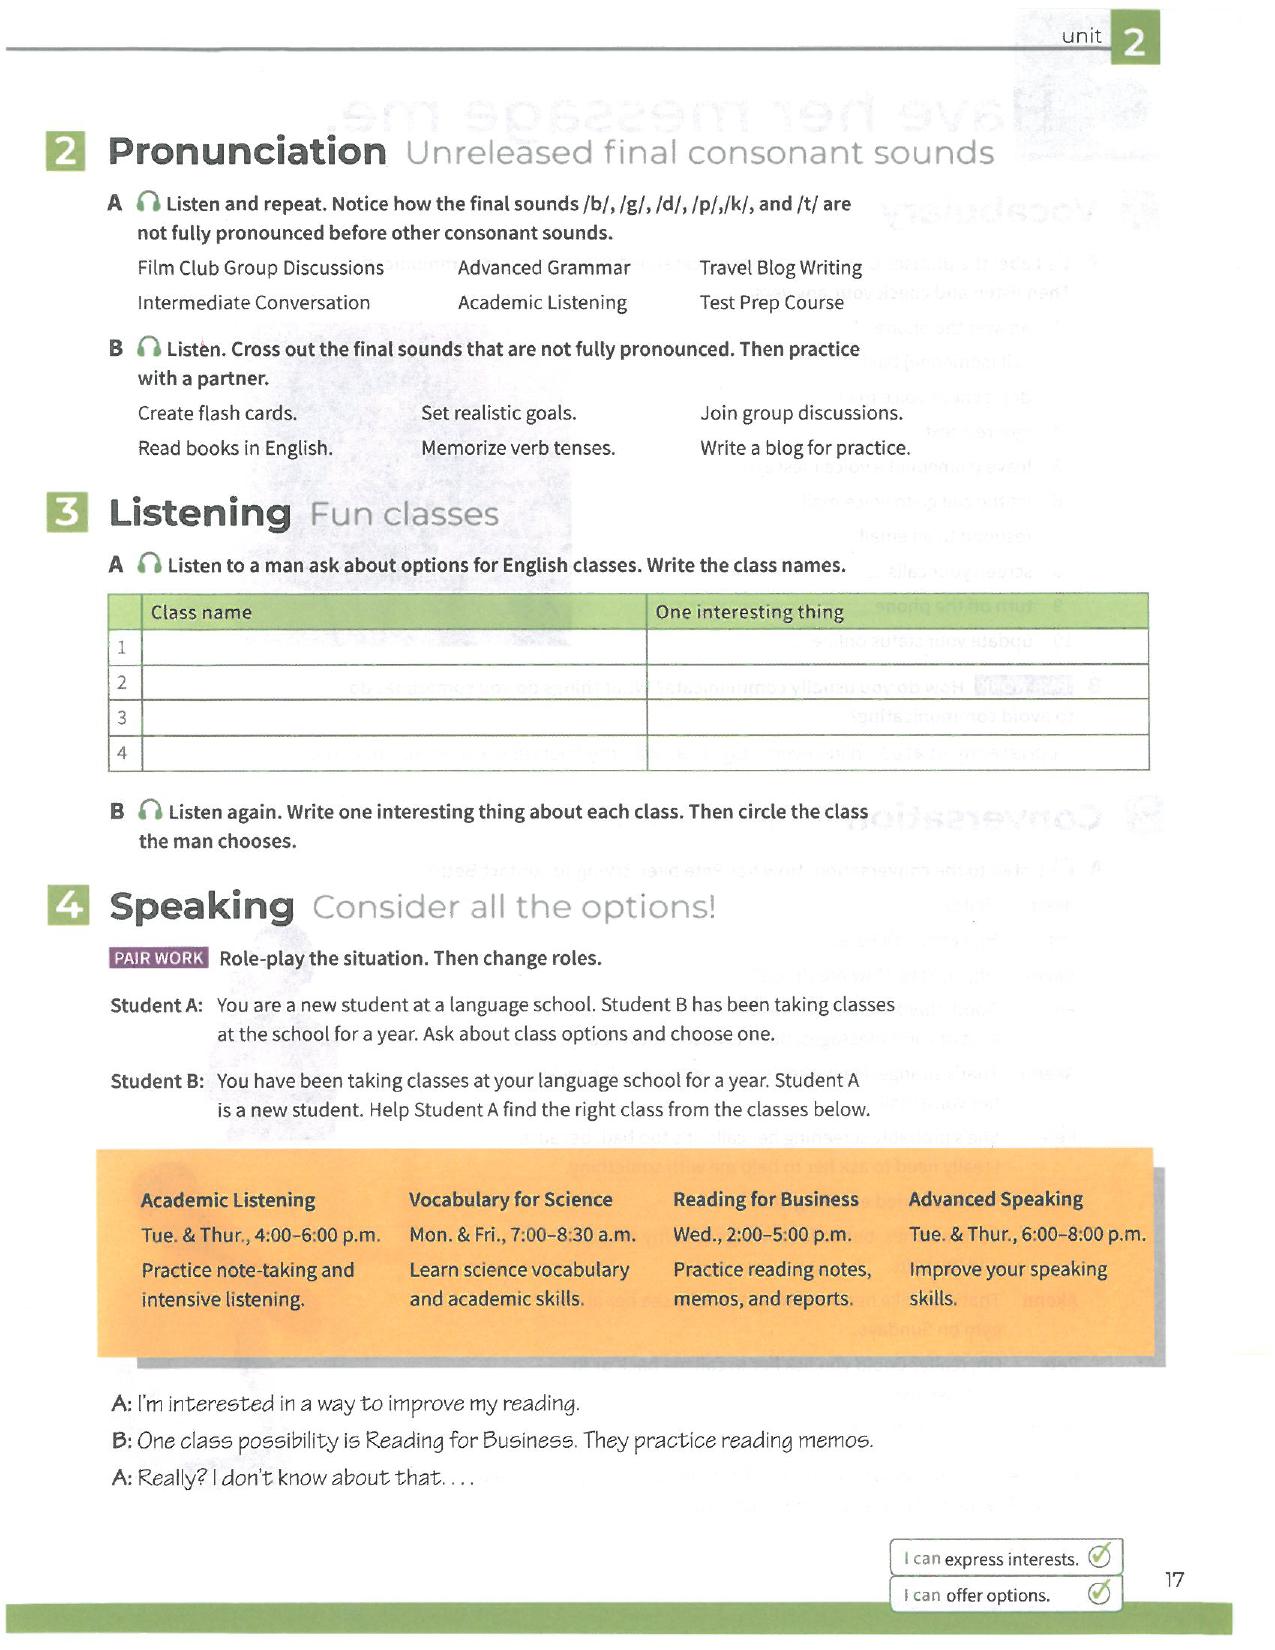 unit 2
2 Pronunciation Unreleased final consonant sounds
A Listen and repeat. Notice how the final sounds /b/, /g/, /d/, /p/,/k/, and /t/ are
not fully pronounced before other consonant sounds.
Film Club Group Discussions Advanced Grammar Travel Blog Writing
Intermediate Conversation Academic Listening Test Prep Course
B Listen. Cross out the final sounds that are not fully pronounced. Then practice
with a partner.
Create flash cards. Set realistic goals. Join group discussions.
Read books in English. Memorize verb tenses. Write a blog for practice.
3 Listening Fun classes
A Listen to a man ask about options for English classes. Write the class names.
Class name One interesting thing
1
2
3
4
B Listen again. Write one interesting thing about each class. Then circle the class
the man chooses.
4 Speaking Consider all the options!
PAIR WORK Role-play the situation. Then change roles.
Student A: You are a new student at a language school. Student B has been taking classes
at the school for a year. Ask about class options and choose one.
Student B: You have been taking classes at your language school for a year. Student A
is a new student. Help Student A find the right class from the classes below.
Academic Listening Vocabulary for Science Reading for Business Advanced Speaking
Tue. & Thur., 4:00–6:00 p.m. Mon. & Fri., 7:00–8:30 a.m. Wed., 2:00–5:00 p.m. Tue. & Thur., 6:00–8:00 p.m.
Practice note-taking and Learn science vocabulary Practice reading notes, Improve your speaking
intensive listening. and academic skills. memos, and reports. skills.
A: I'm interested in a way to improve my reading.
B: One class possibility is Reading for Business. They practice reading memos.
A: Really? I don't know about that. . . .
I can express interests.
I can offer options.
17